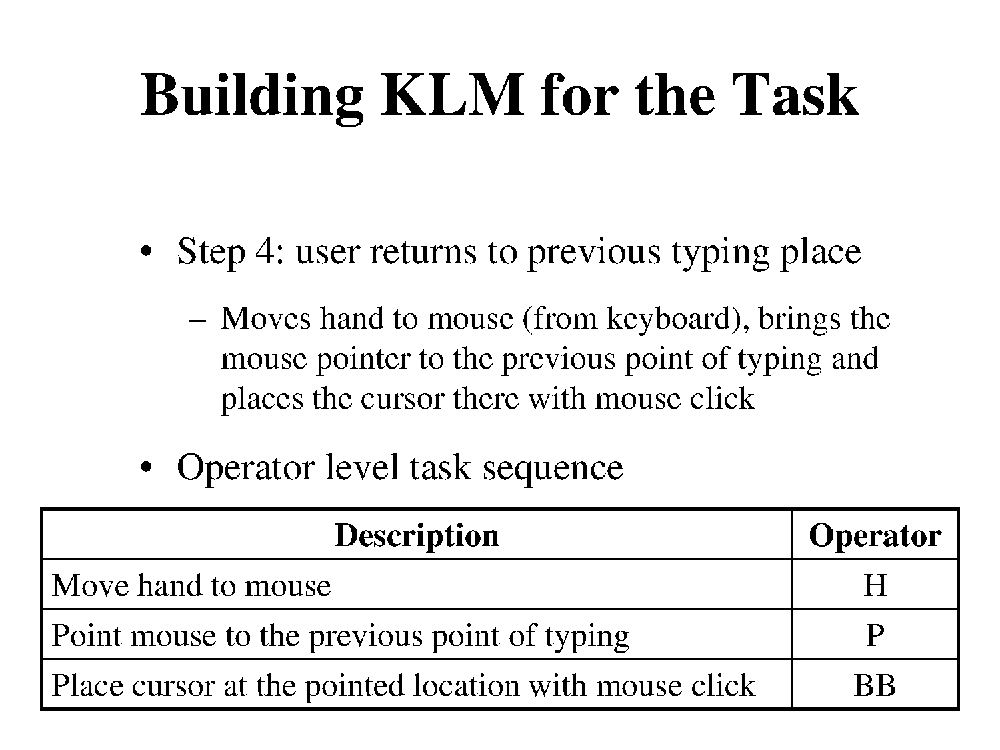 Building KLM for the Task
• Step 4: user returns to previous typing place
– Moves hand to mouse (from keyboard), brings the
mouse pointer to the previous point of typing and
places the cursor there with mouse click
• Operator level task sequence
Description Operator
Move hand to mouse H
Point mouse to the previous point of typing P
Place cursor at the pointed location with mouse click BB